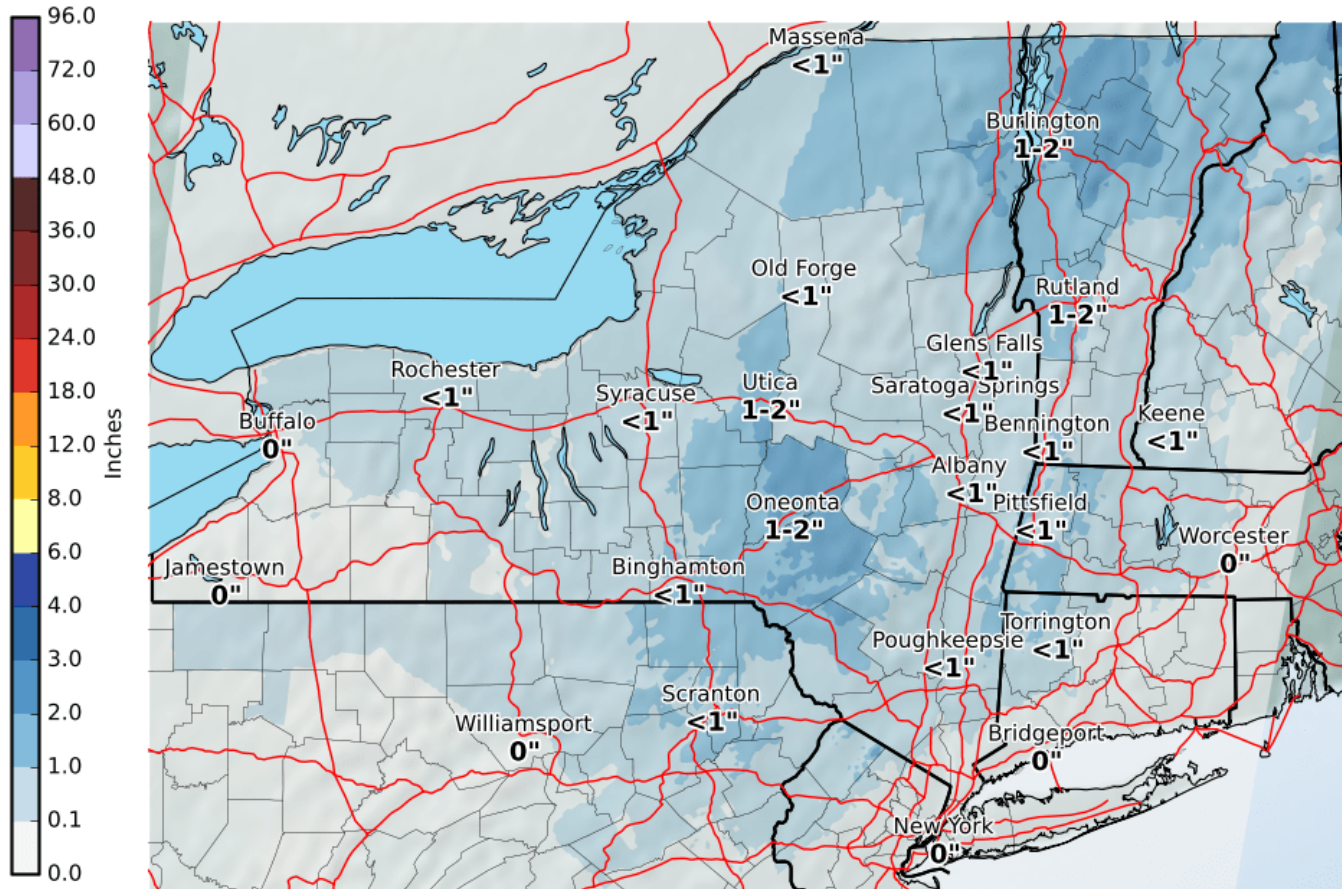 96.0
72.0
60.0
48.0
36.0
30.0
24.0
18.0
12.0
8.0
6.0
4.0
3.0
2.0
1.0
0.1
0.0
Inches
Massena
<1"
Burlington
1-2"
Old Forge
<1"
Rutland
1-2"
Glens Falls
<1"
Rochester
<1"
Syracuse
<1"
Utica
1-2"
Saratoga Springs
<1"
Buffalo
0"
Bennington
<1"
Keene
<1"
Albany
<1"
Oneonta
1-2"
Pittsfield
<1"
Worcester
0"
Jamestown
0"
Binghamton
<1"
Poughkeepsie
<1"
Torrington
<1"
Scranton
<1"
Williamsport
0"
Bridgeport
0"
New York
0"